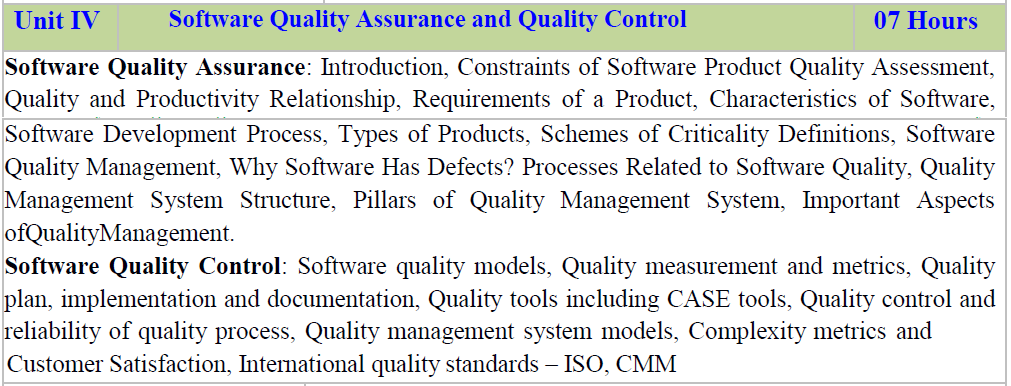 Unit IV Software Quality Assurance and Quality Control 07 Hours
Software Quality Assurance: Introduction, Constraints of Software Product Quality Assessment,
Quality and Productivity Relationship, Requirements of a Product, Characteristics of Software,
Software Development Process, Types of Products, Schemes of Criticality Definitions, Software
Quality Management, Why Software Has Defects? Processes Related to Software Quality, Quality
Management System Structure, Pillars of Quality Management System, Important Aspects
ofQualityManagement.
Software Quality Control: Software quality models, Quality measurement and metrics, Quality
plan, implementation and documentation, Quality tools including CASE tools, Quality control and
reliability of quality process, Quality management system models, Complexity metrics and
Customer Satisfaction, International quality standards – ISO, CMM